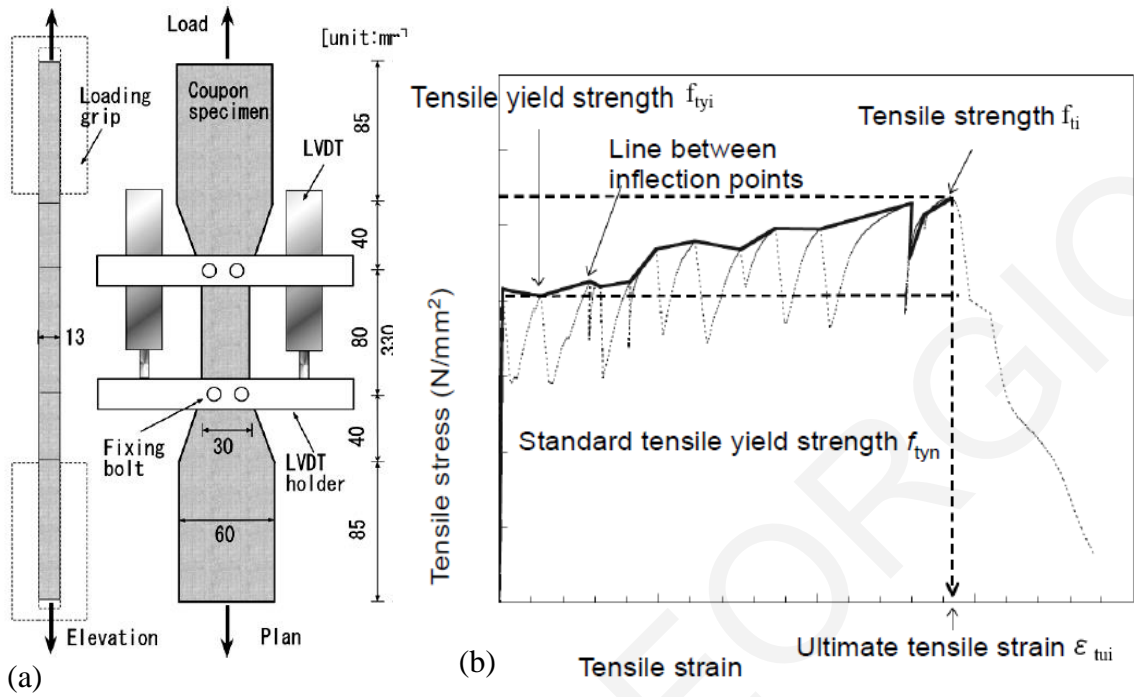 Load
[unit:mm]
Coupon
specimen
Loading
grip
LVDT
85
40
80
330
13
Fixing
bolt
30
LVDT
holder
40
60
85
Elevation
Plan
(a)
Tensile yield strength f_tyi
Tensile strength f_ti
Line between
inflection points
Tensile stress (N/mm²)
Standard tensile yield strength f_tyn
Ultimate tensile strain ε_tui
Tensile strain
(b)
FORGIO